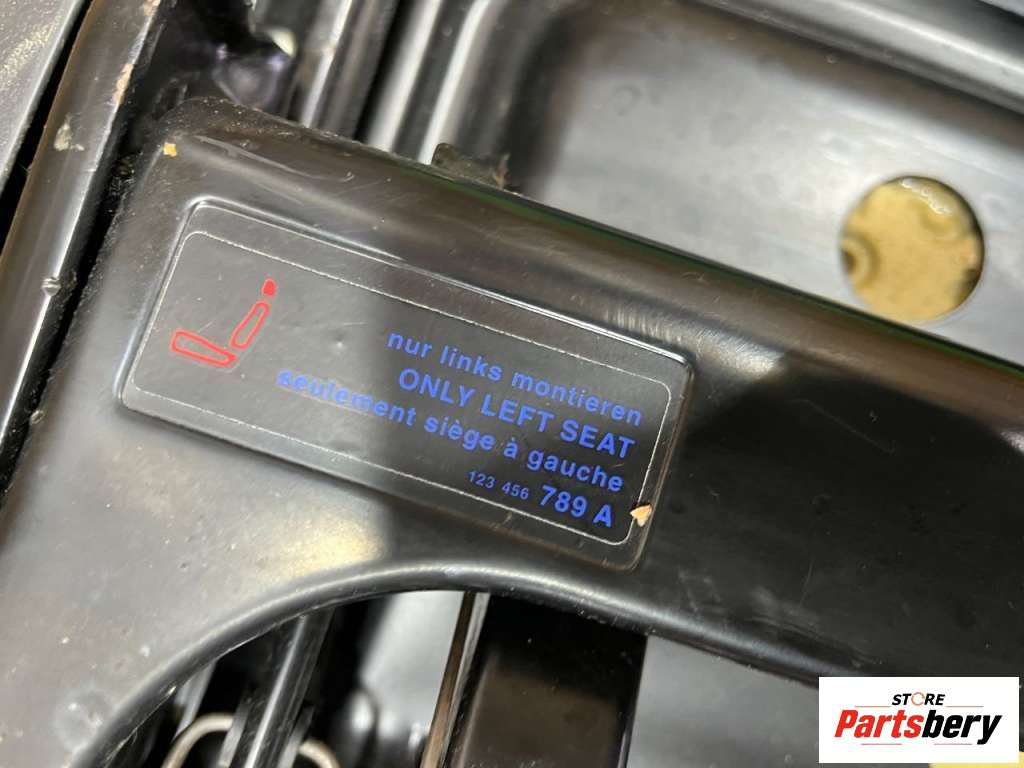 nur links montieren
ONLY LEFT SEAT
seulement siège à gauche
123 456 789 A
STORE
Partsbery